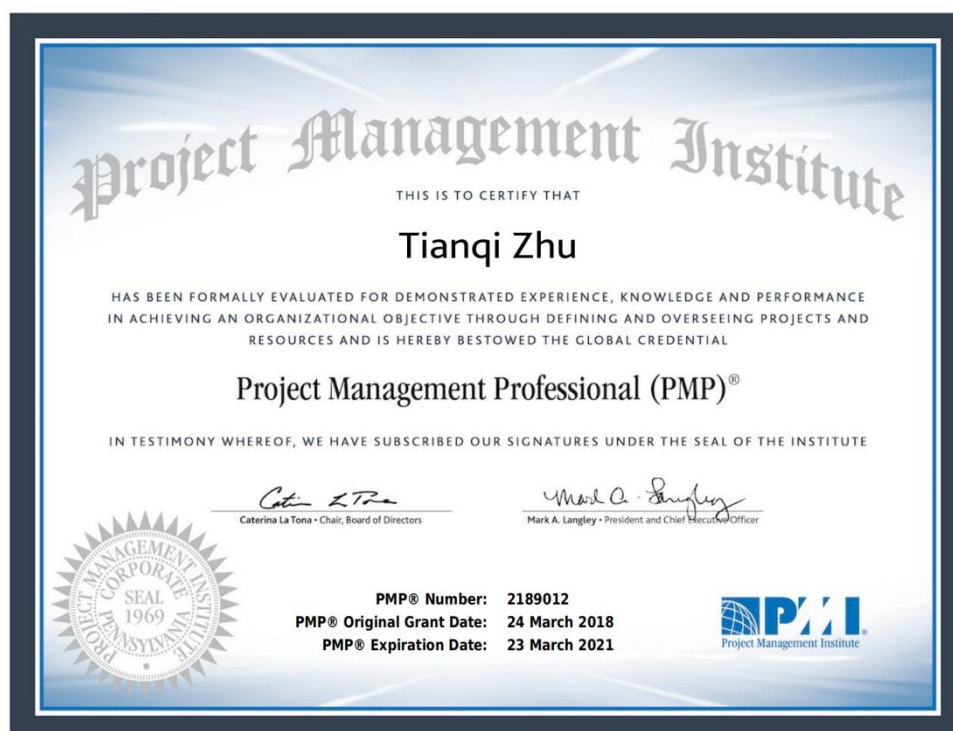 Project Management Institute
THIS IS TO CERTIFY THAT
Tianqi Zhu
HAS BEEN FORMALLY EVALUATED FOR DEMONSTRATED EXPERIENCE, KNOWLEDGE AND PERFORMANCE
IN ACHIEVING AN ORGANIZATIONAL OBJECTIVE THROUGH DEFINING AND OVERSEEING PROJECTS AND
RESOURCES AND IS HEREBY BESTOWED THE GLOBAL CREDENTIAL
Project Management Professional (PMP)®
IN TESTIMONY WHEREOF, WE HAVE SUBSCRIBED OUR SIGNATURES UNDER THE SEAL OF THE INSTITUTE
Caterina La Tona • Chair, Board of Directors
Mark A. Langley • President and Chief Executive Officer
PROJECT MANAGEMENT INSTITUTE
CORPORATE
SEAL
1969
PENNSYLVANIA
PMP® Number: 2189012
PMP® Original Grant Date: 24 March 2018
PMP® Expiration Date: 23 March 2021
PMI®
Project Management Institute